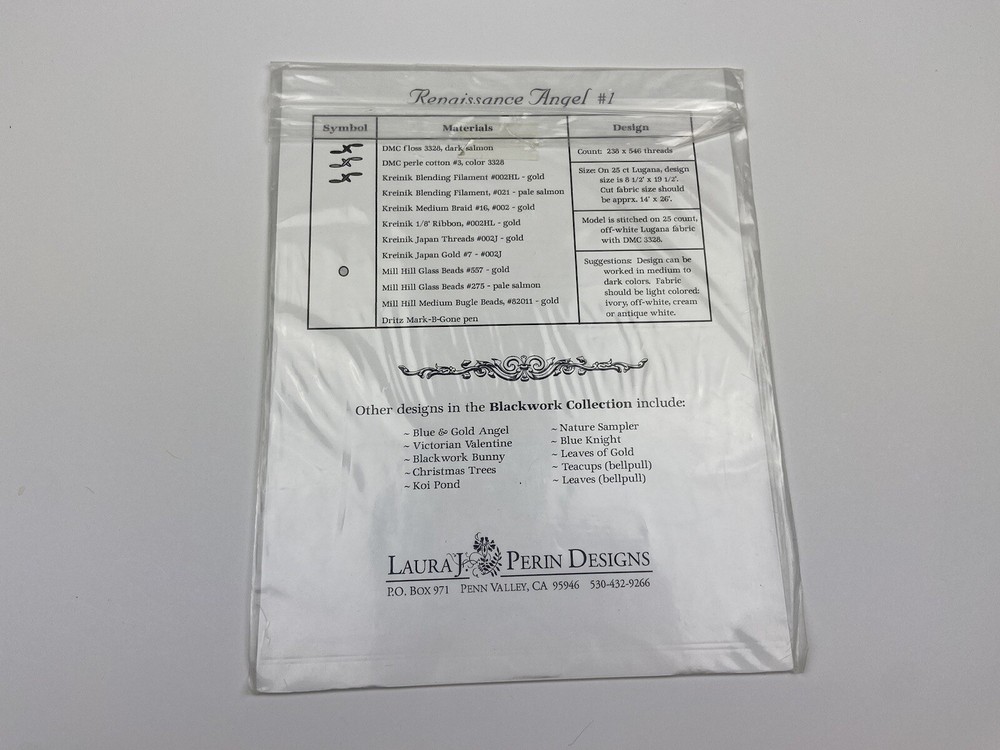 Renaissance Angel #1
Symbol Materials Design
DMC floss 3328, dark salmon
DMC perle cotton #3, color 3328
Kreinik Blending Filament #002HL - gold
Kreinik Blending Filament, #021 - pale salmon
Kreinik Medium Braid #16, #002 - gold
Kreinik 1/8" Ribbon, #002HL - gold
Kreinik Japan Threads #002J - gold
Kreinik Japan Gold #7 - #002J
Mill Hill Glass Beads #557 - gold
Mill Hill Glass Beads #275 - pale salmon
Mill Hill Medium Bugle Beads, #82011 - gold
Dritz Mark-B-Gone pen
Count: 238 x 546 threads
Size: On 25 ct Lugana, design
size is 8 1/2" x 19 1/2".
Cut fabric size should
be apprx. 14" x 26".
Model is stitched on 25 count,
off-white Lugana fabric
with DMC 3328.
Suggestions: Design can be
worked in medium to
dark colors. Fabric
should be light colored:
ivory, off-white, cream
or antique white.
Other designs in the Blackwork Collection include:
~ Blue & Gold Angel
~ Victorian Valentine
~ Blackwork Bunny
~ Christmas Trees
~ Koi Pond
~ Nature Sampler
~ Blue Knight
~ Leaves of Gold
~ Teacups (bellpull)
~ Leaves (bellpull)
LAURA J. PERIN DESIGNS
P.O. BOX 971 PENN VALLEY, CA 95946 530-432-9266